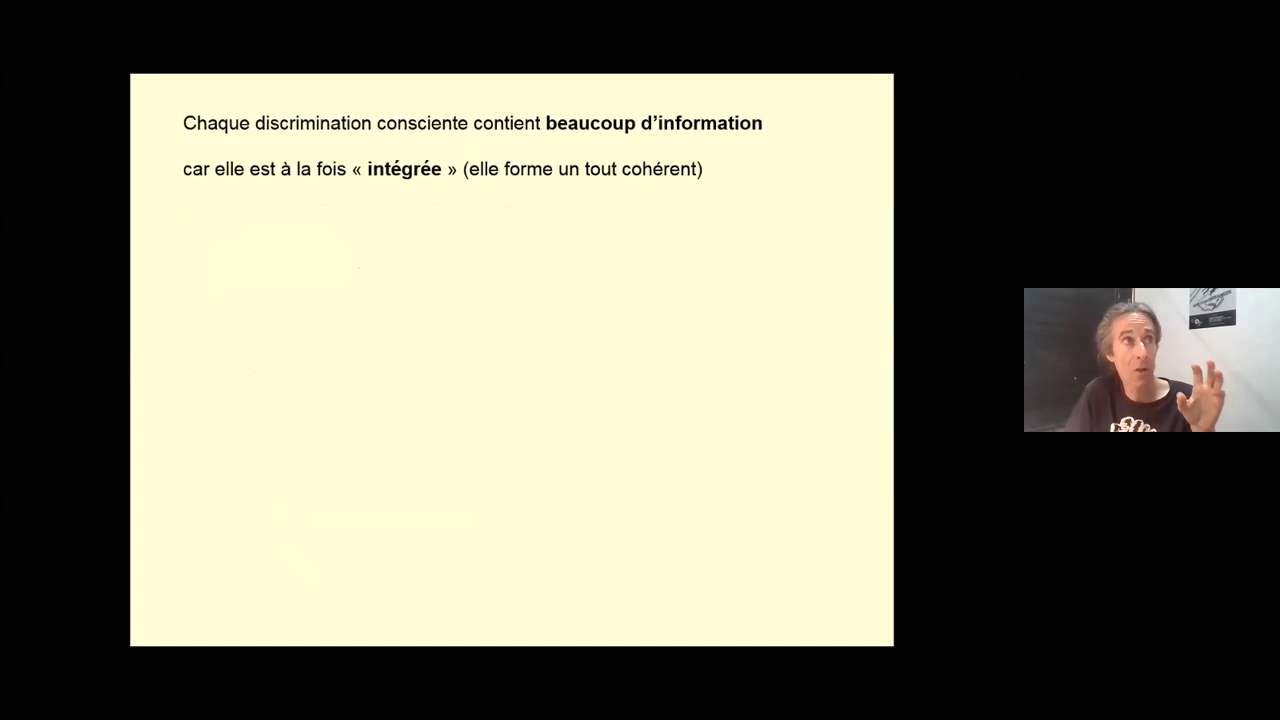 Chaque discrimination consciente contient beaucoup d’information
car elle est à la fois « intégrée » (elle forme un tout cohérent)